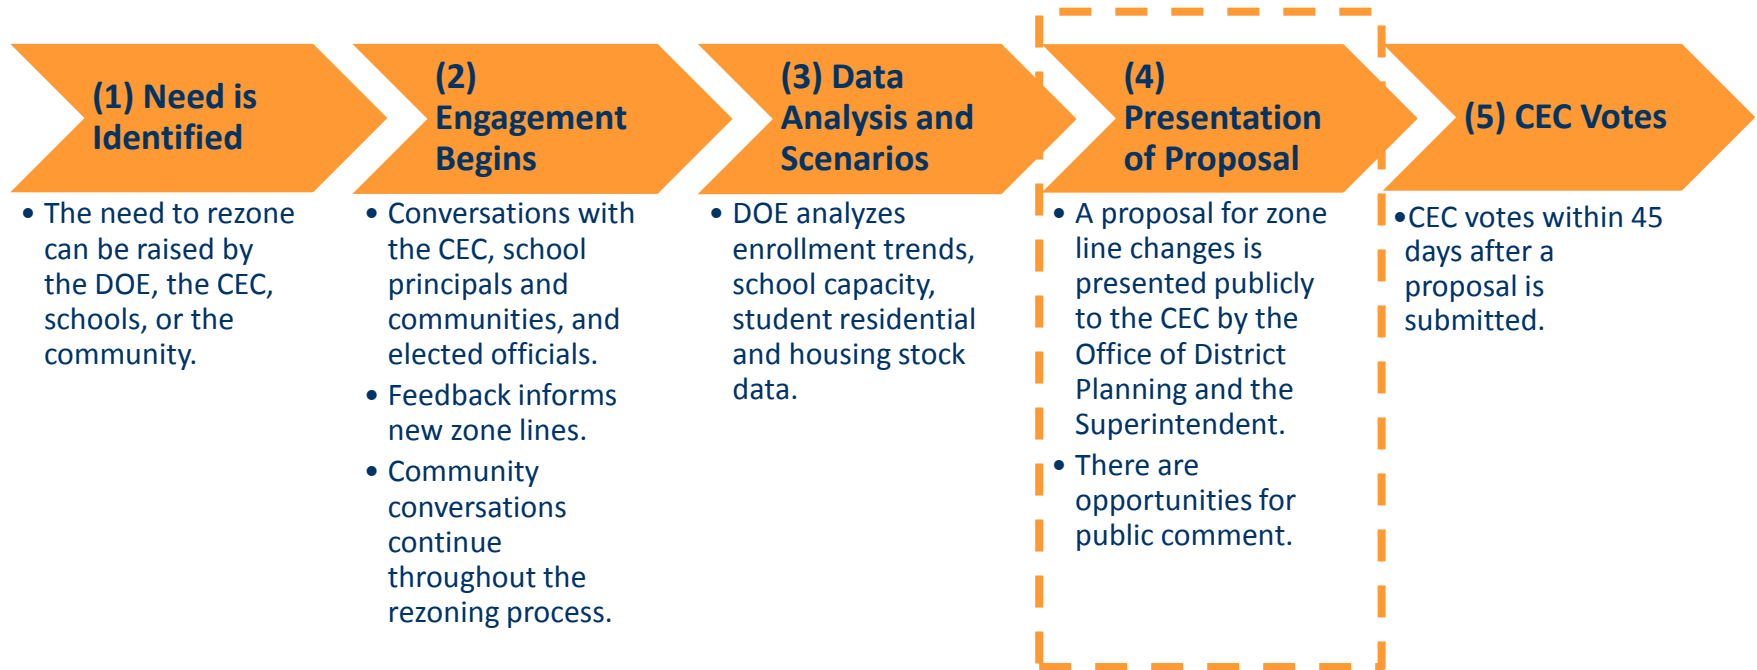 (1) Need is
Identified
• The need to rezone
can be raised by
the DOE, the CEC,
schools, or the
community.
(2)
Engagement
Begins
• Conversations with
the CEC, school
principals and
communities, and
elected officials.
• Feedback informs
new zone lines.
• Community
conversations
continue
throughout the
rezoning process.
(3) Data
Analysis and
Scenarios
• DOE analyzes
enrollment trends,
school capacity,
student residential
and housing stock
data.
(4)
Presentation
of Proposal
• A proposal for zone
line changes is
presented publicly
to the CEC by the
Office of District
Planning and the
Superintendent.
• There are
opportunities for
public comment.
(5) CEC Votes
•CEC votes within 45
days after a
proposal is
submitted.